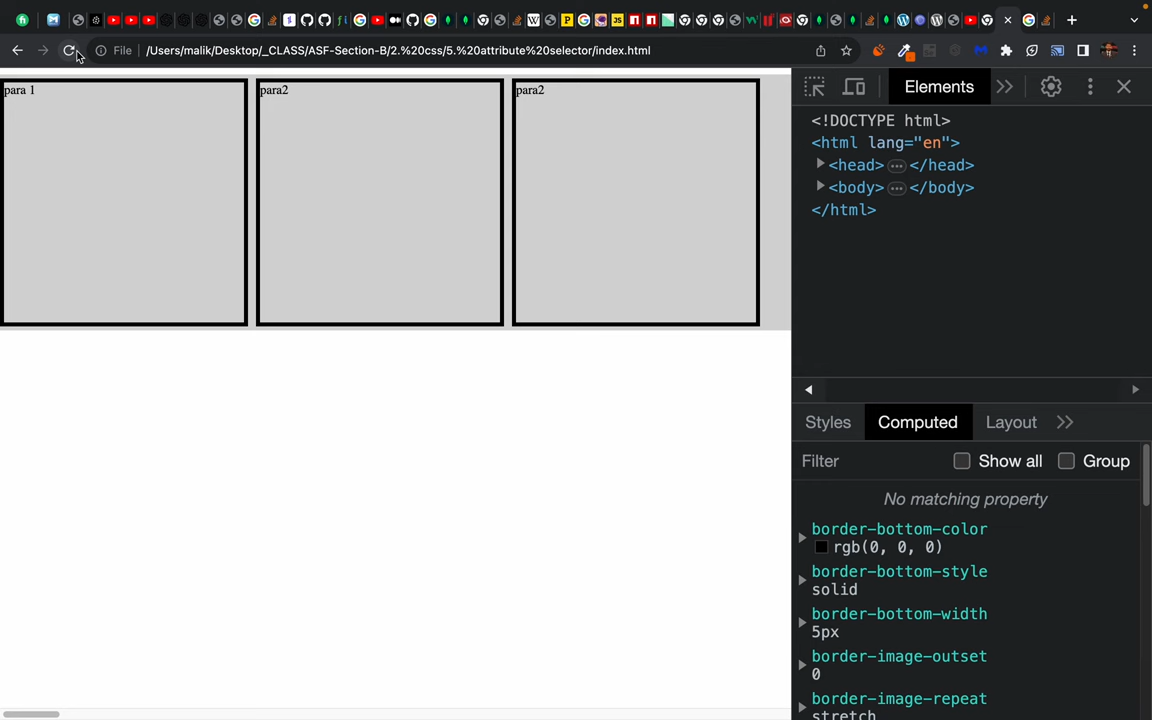 File /Users/malik/Desktop/_CLASS/ASF-Section-B/2.%20css/5.%20attribute%20selector/index.html
para 1 para2 para2
Elements
<!DOCTYPE html>
<html lang="en">
<head> ⋯ </head>
<body> ⋯ </body>
</html>
Styles Computed Layout
Filter Show all Group
No matching property
border-bottom-color
rgb(0, 0, 0)
border-bottom-style
solid
border-bottom-width
5px
border-image-outset
0
border-image-repeat
stretch